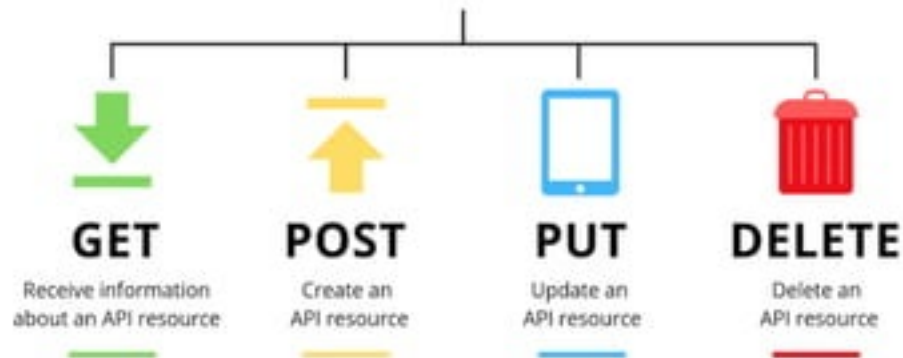 GET
Receive information
about an API resource
POST
Create an
API resource
PUT
Update an
API resource
DELETE
Delete an
API resource